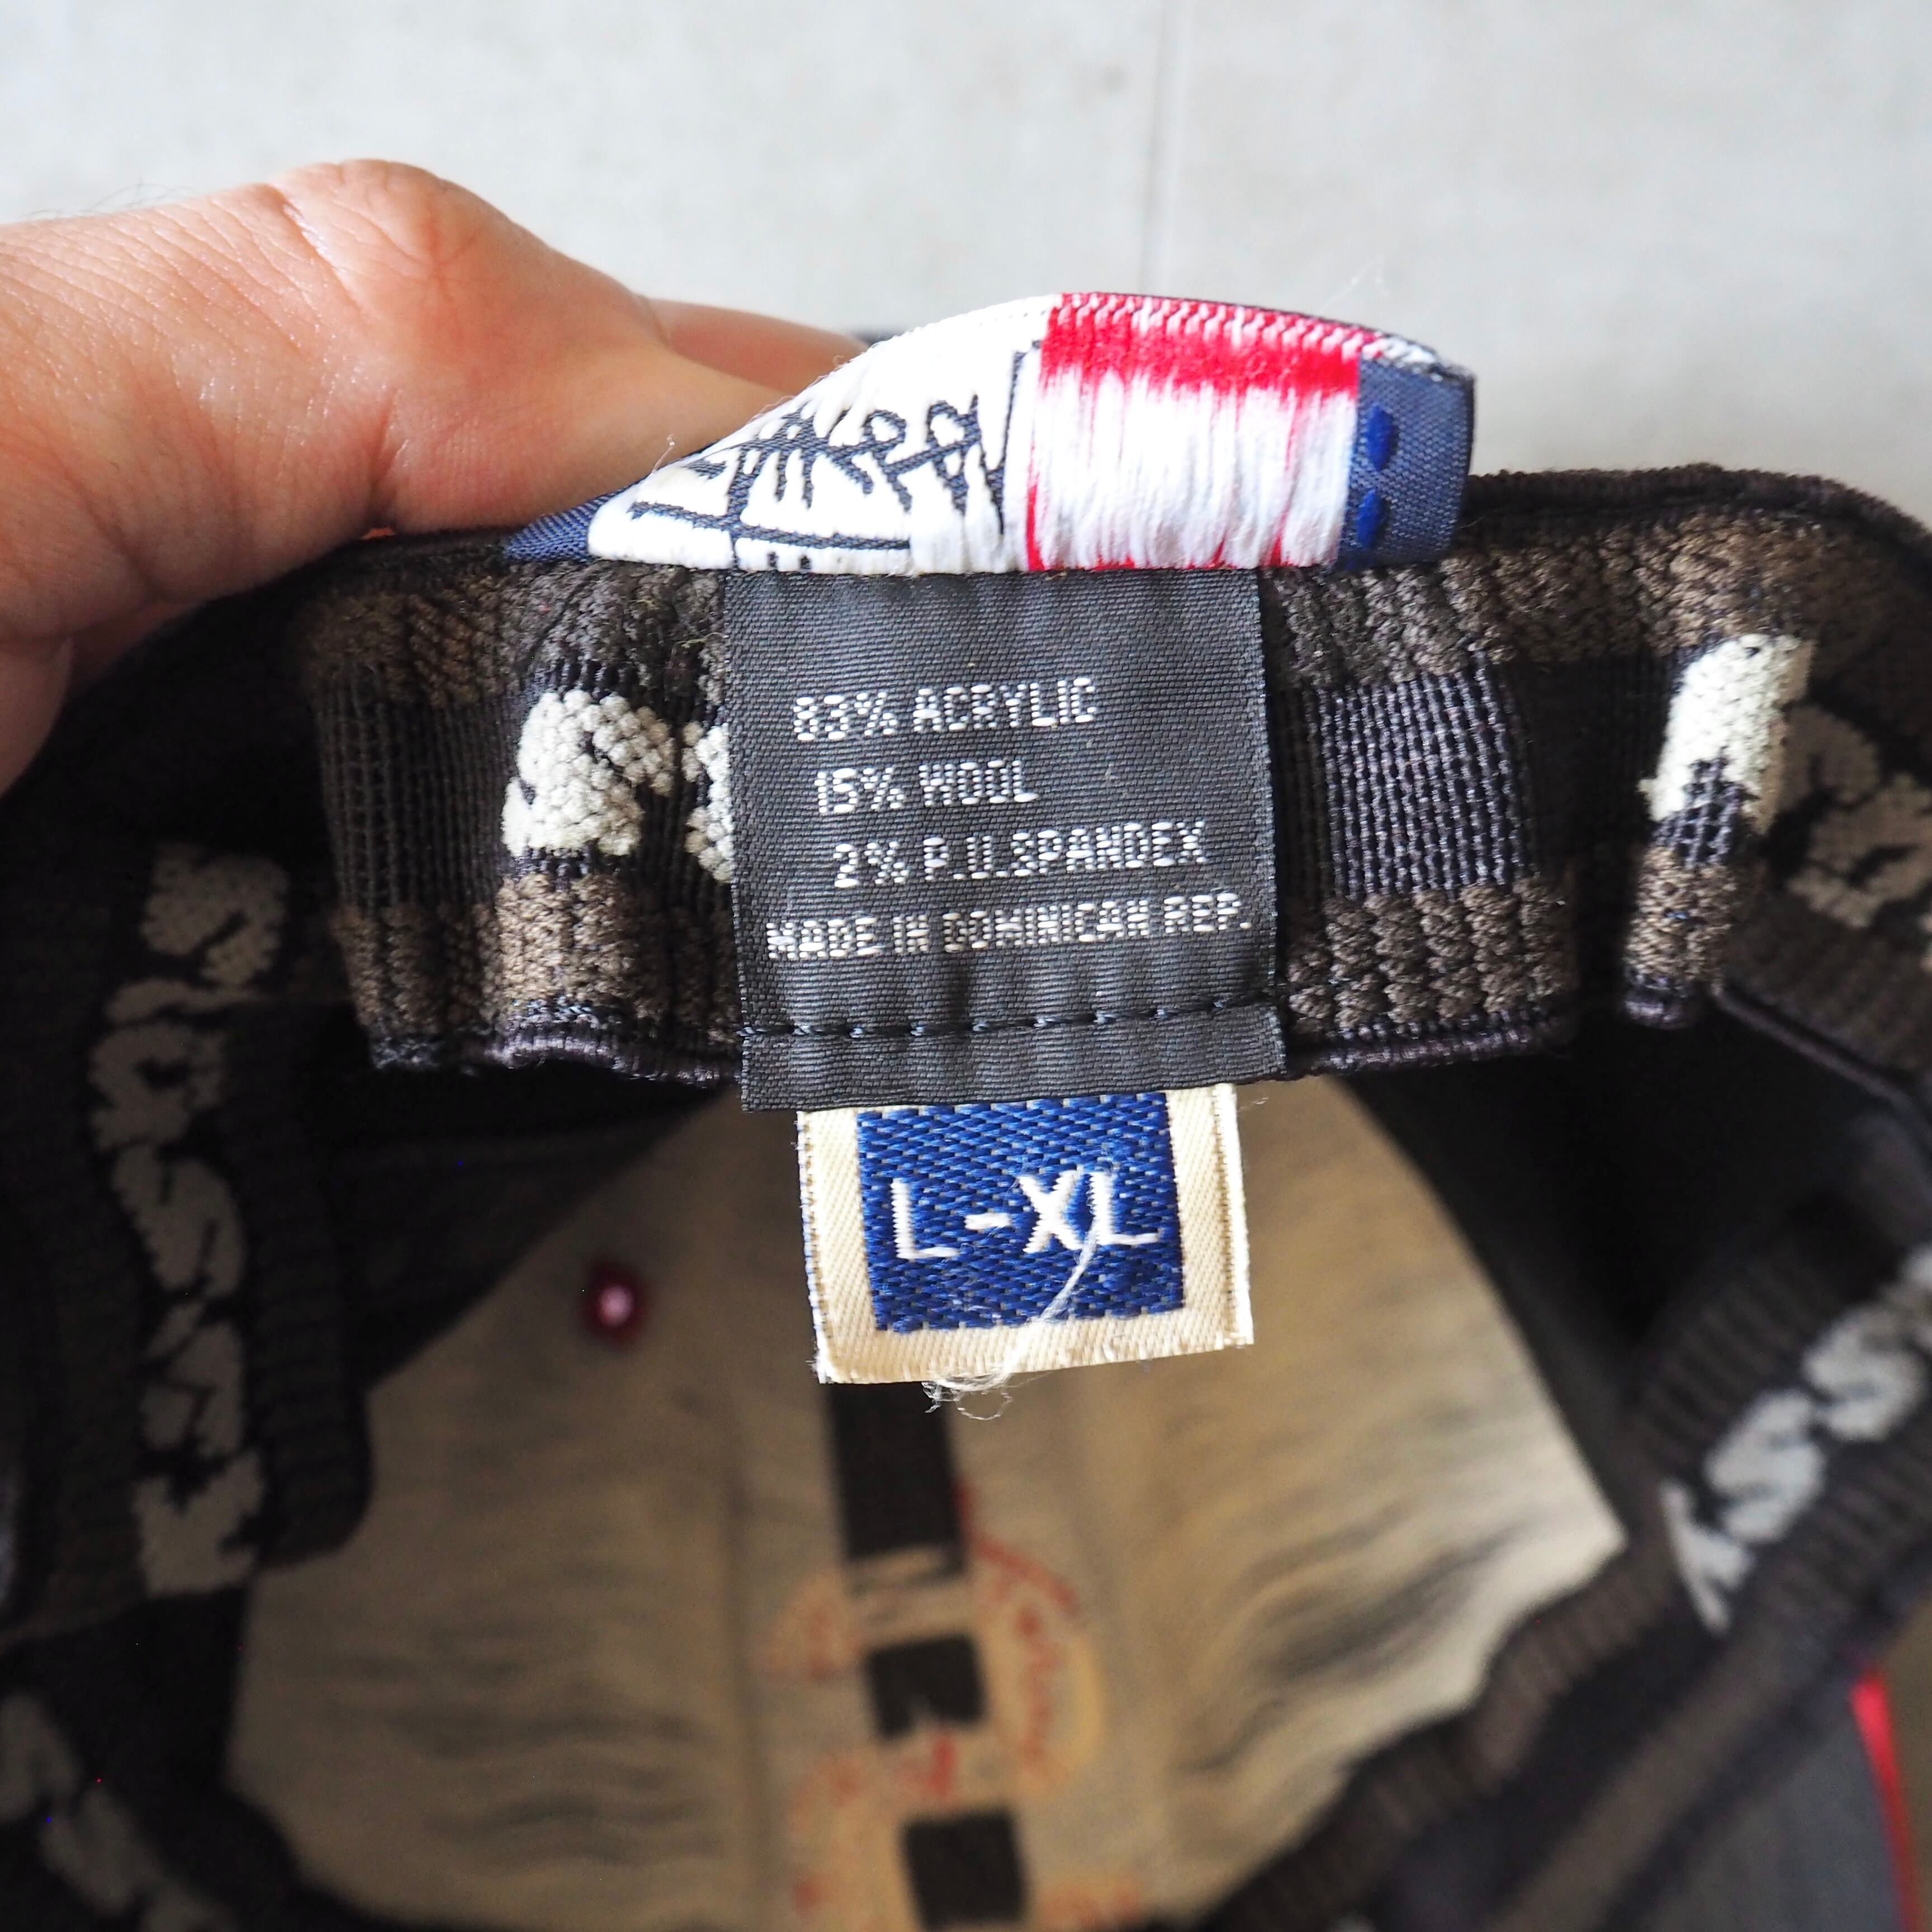 83% ACRYLIC
15% WOOL
2% P.U.SPANDEX
MADE IN DOMINICAN REP.
L-XL